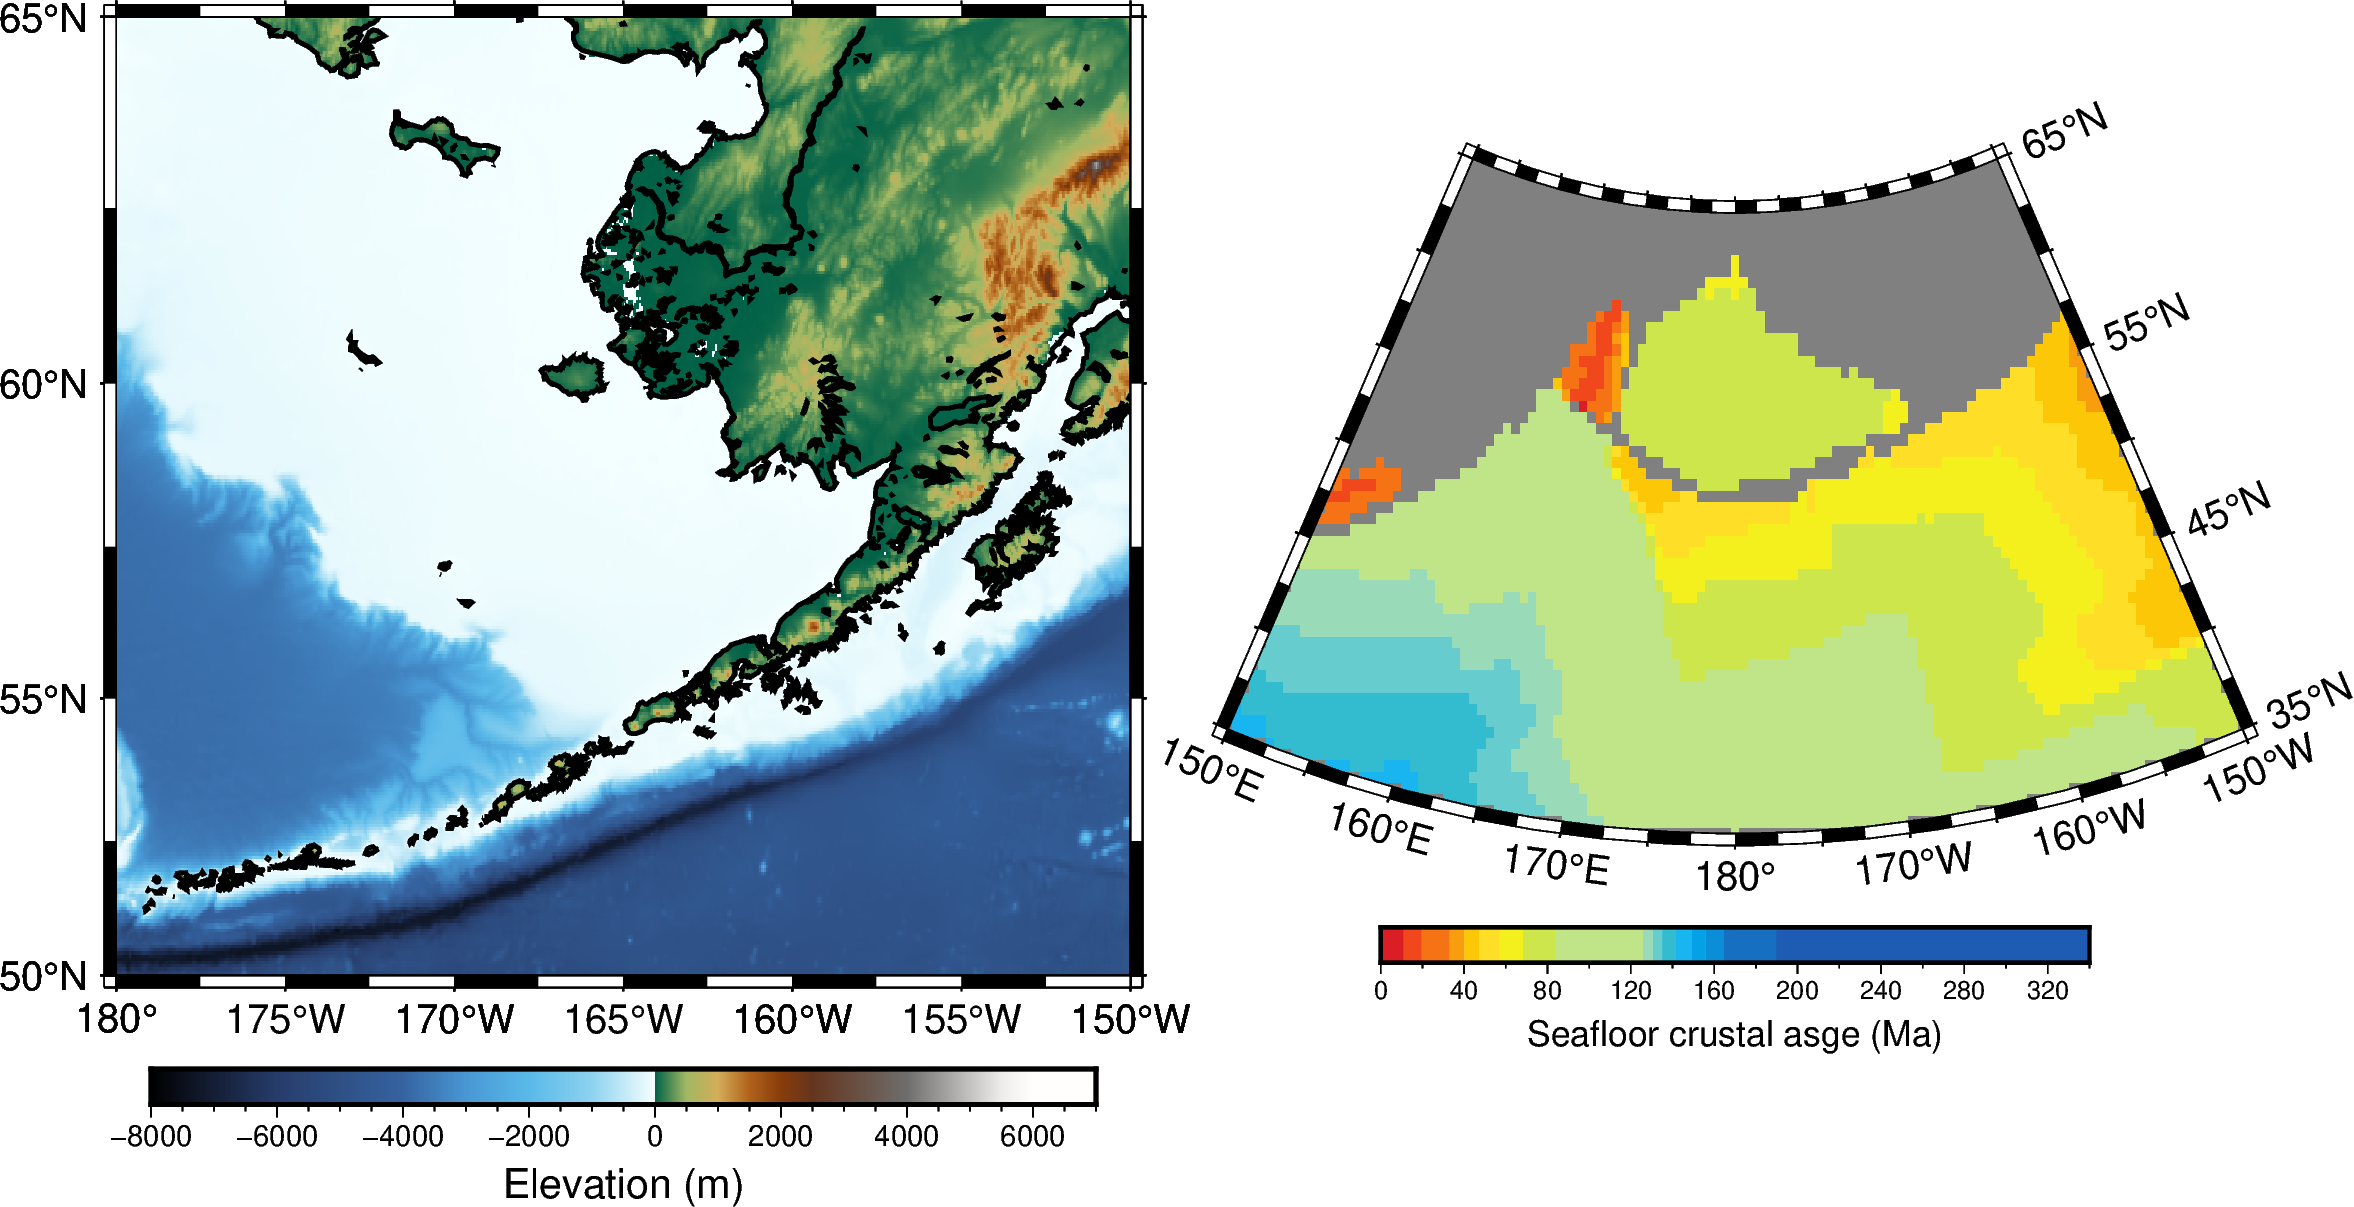 65°N
60°N
55°N
50°N
180° 175°W 170°W 165°W 160°W 155°W 150°W
−8000 −6000 −4000 −2000 0 2000 4000 6000
Elevation (m)
65°N
55°N
45°N
35°N
150°E 160°E 170°E 180° 170°W 160°W 150°W
0 40 80 120 160 200 240 280 320
Seafloor crustal asge (Ma)